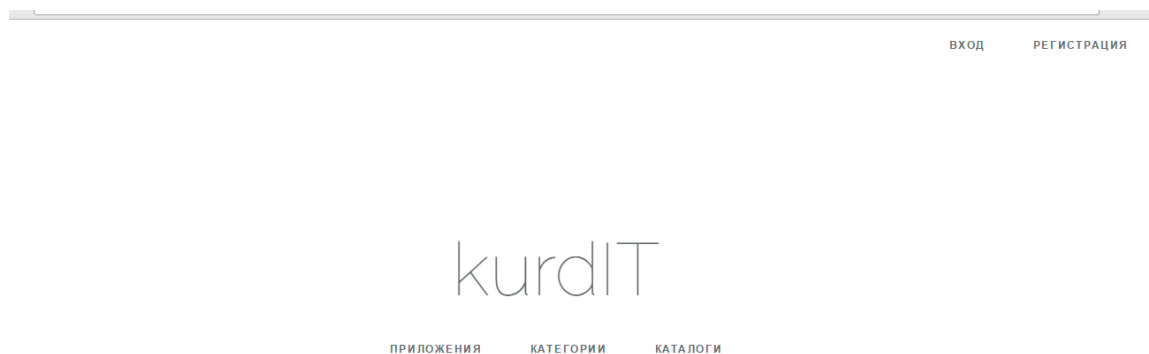 ВХОД РЕГИСТРАЦИЯ
kurdIT
ПРИЛОЖЕНИЯ КАТЕГОРИИ КАТАЛОГИ